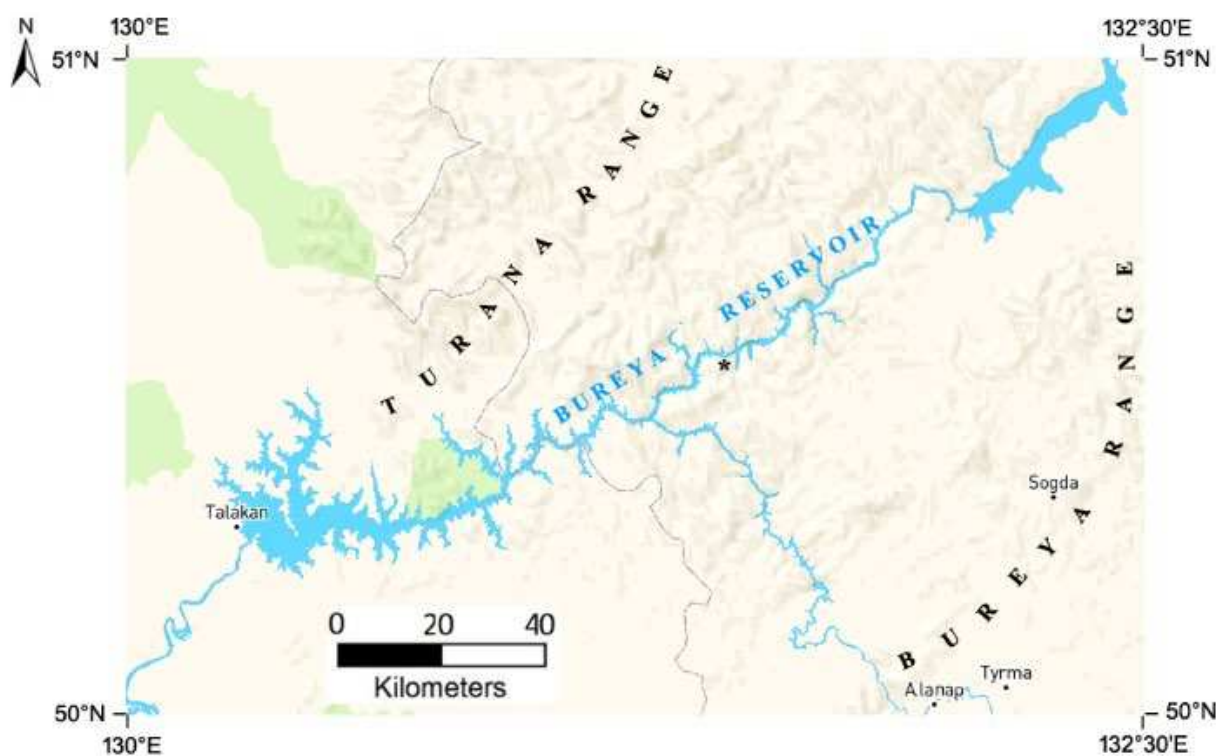 N
130°E
132°30'E
51°N
51°N
TURANA RANGE
BUREYA RESERVOIR
*
BUREYA RANGE
Sogda
Talakan
0 20 40
Kilometers
Tyrma
Alanap
50°N
50°N
130°E
132°30'E